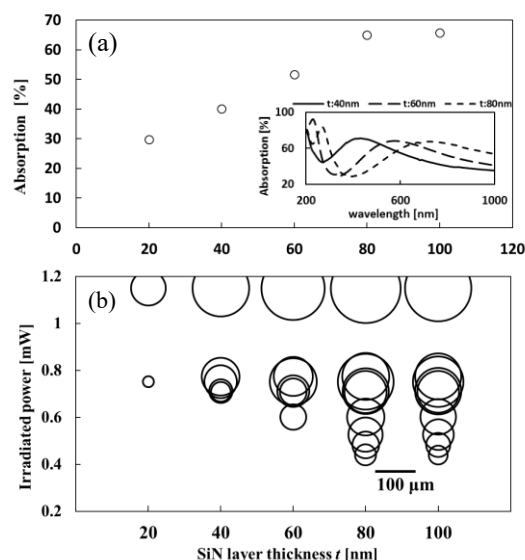 (a)
Absorption [%]
70
60
50
40
30
20
10
0
0 20 40 60 80 100 120
t:40nm t:60nm t:80nm
Absorption [%]
100
60
20
200 600 1000
wavelength [nm]
(b)
Irradiated power [mW]
1.2
1
0.8
0.6
0.4
0.2
100 μm
20 40 60 80 100
SiN layer thickness t [nm]